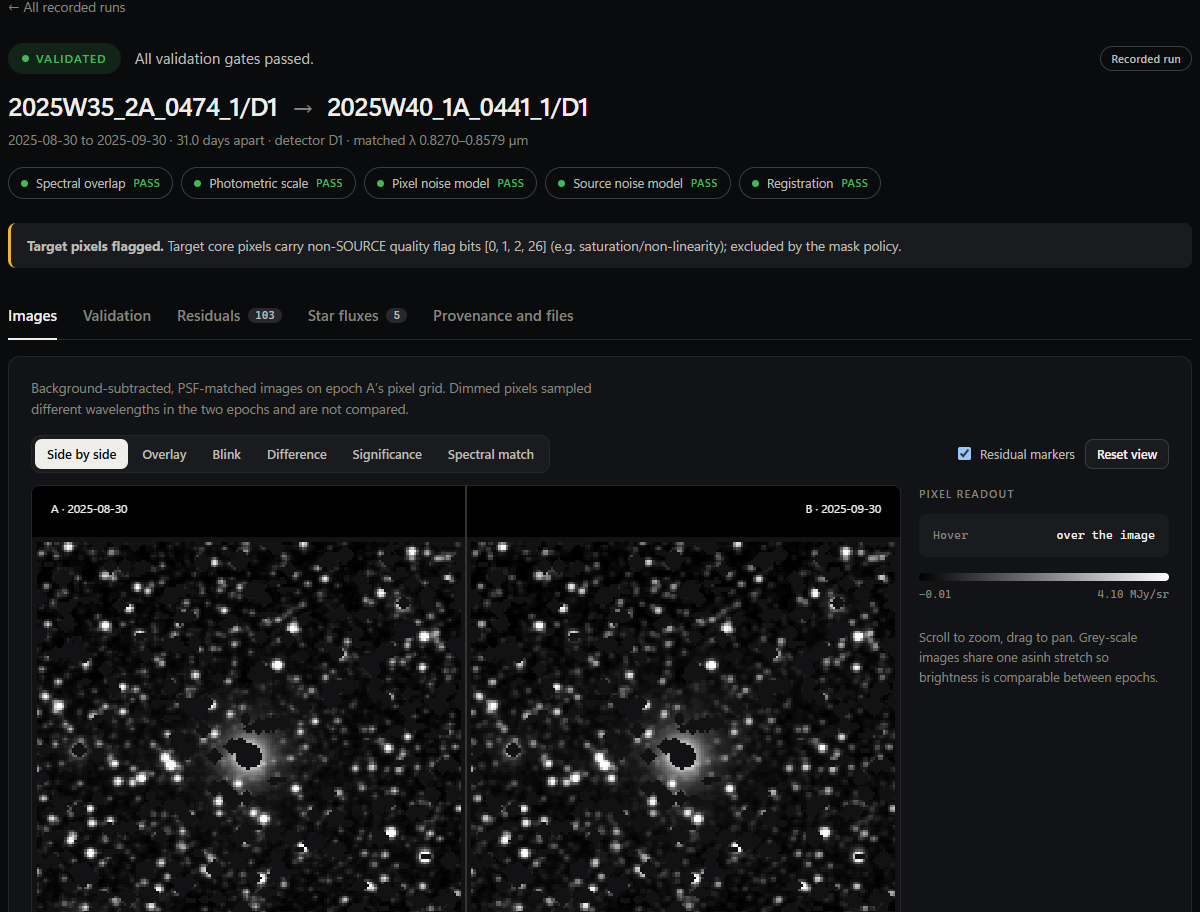 ← All recorded runs
VALIDATED All validation gates passed. Recorded run
2025W35_2A_0474_1/D1 → 2025W40_1A_0441_1/D1
2025-08-30 to 2025-09-30 · 31.0 days apart · detector D1 · matched λ 0.8270–0.8579 μm
Spectral overlap PASS Photometric scale PASS Pixel noise model PASS Source noise model PASS Registration PASS
Target pixels flagged. Target core pixels carry non-SOURCE quality flag bits [0, 1, 2, 26] (e.g. saturation/non-linearity); excluded by the mask policy.
Images Validation Residuals 103 Star fluxes 5 Provenance and files
Background-subtracted, PSF-matched images on epoch A's pixel grid. Dimmed pixels sampled
different wavelengths in the two epochs and are not compared.
Side by side Overlay Blink Difference Significance Spectral match Residual markers Reset view
A · 2025-08-30 B · 2025-09-30
PIXEL READOUT
Hover over the image
−0.01 4.10 MJy/sr
Scroll to zoom, drag to pan. Grey-scale
images share one asinh stretch so
brightness is comparable between epochs.